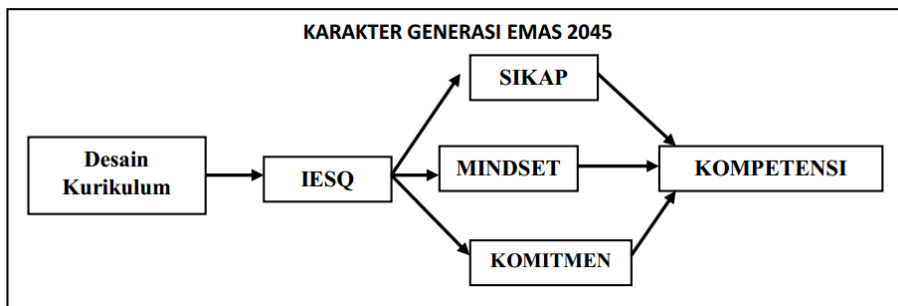 KARAKTER GENERASI EMAS 2045
SIKAP
Desain
Kurikulum
IESQ
MINDSET
KOMPETENSI
KOMITMEN